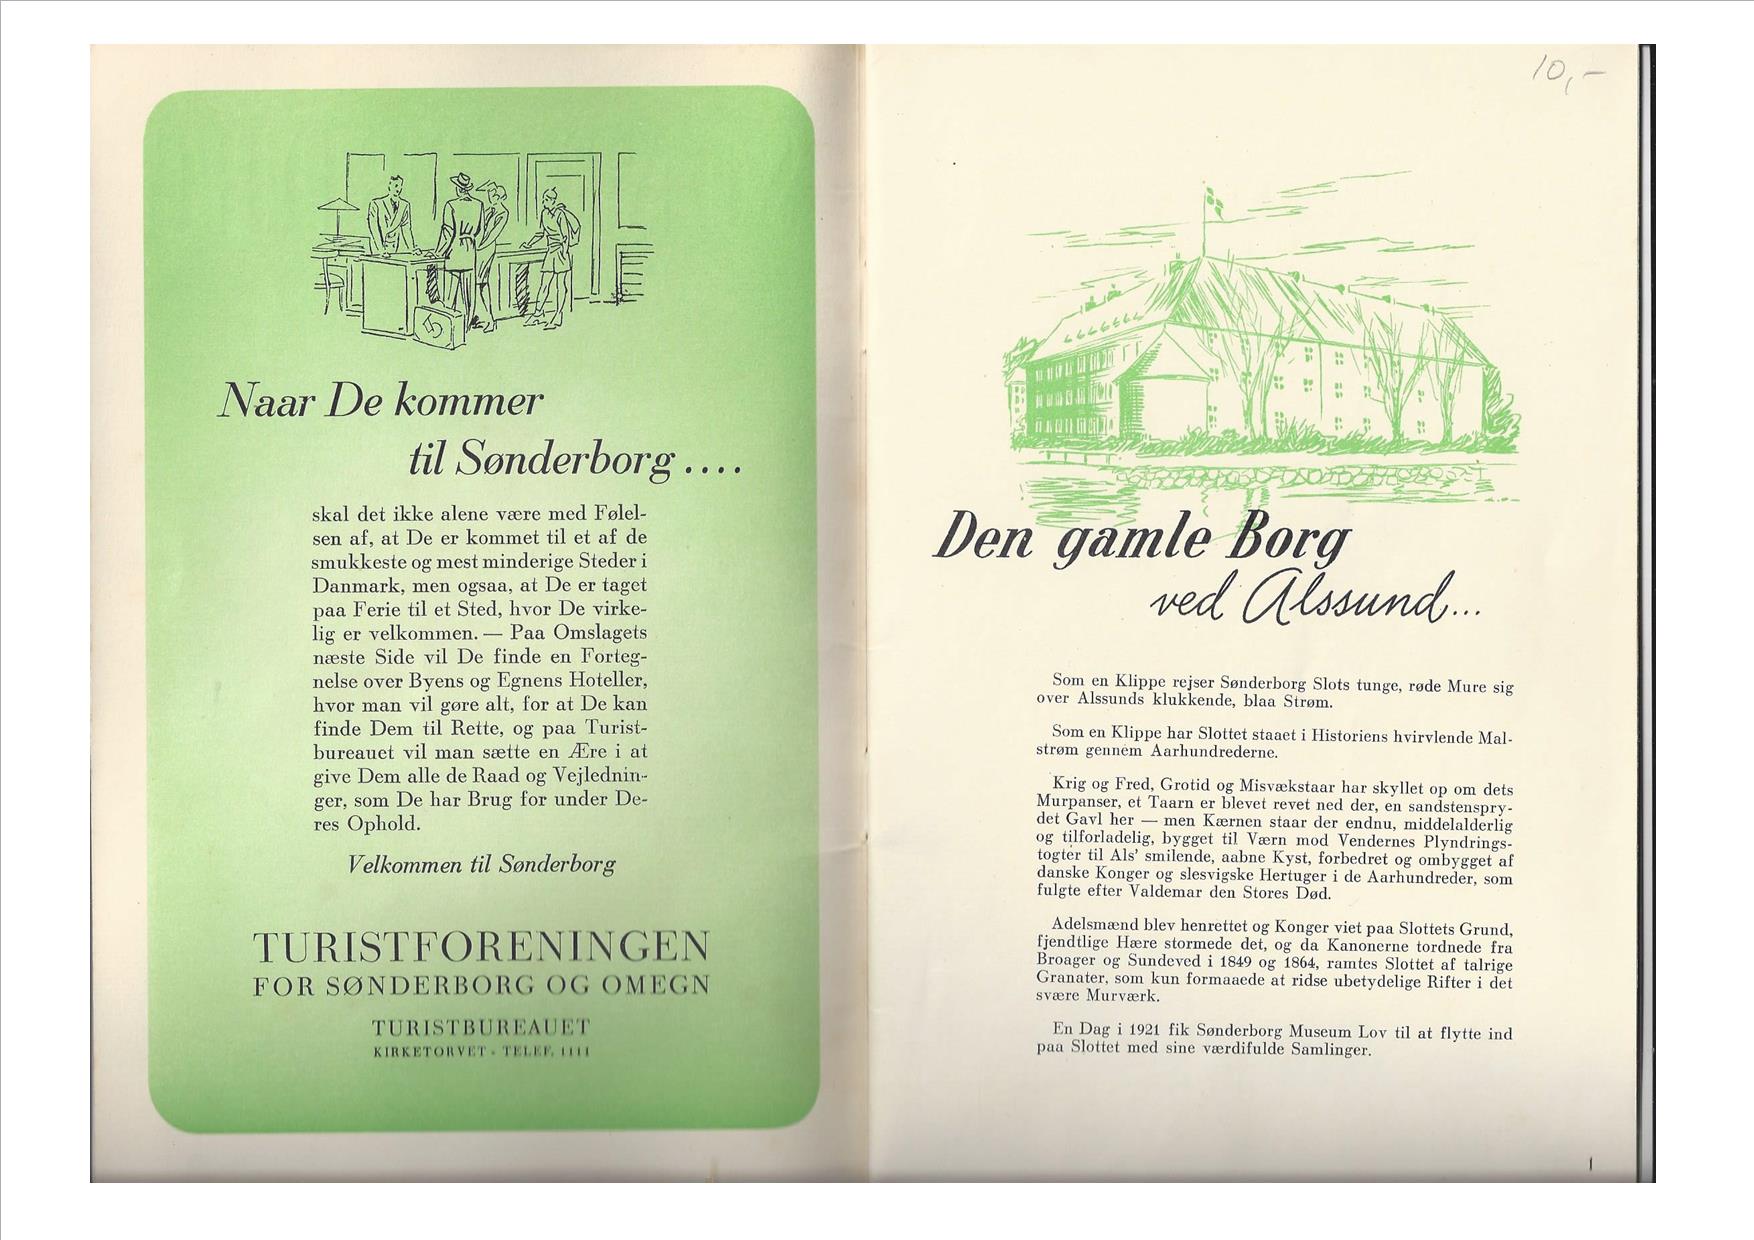 Naar De kommer
til Sønderborg ....
skal det ikke alene være med Følel-
sen af, at De er kommet til et af de
smukkeste og mest minderige Steder i
Danmark, men ogsaa, at De er taget
paa Ferie til et Sted, hvor De virke-
lig er velkommen. — Paa Omslagets
næste Side vil De finde en Forteg-
nelse over Byens og Egnens Hoteller,
hvor man vil gøre alt, for at De kan
finde Dem til Rette, og paa Turist-
bureauet vil man sætte en Ære i at
give Dem alle de Raad og Vejlednin-
ger, som De har Brug for under De-
res Ophold.
Velkommen til Sønderborg
TURISTFORENINGEN
FOR SØNDERBORG OG OMEGN
TURISTBUREAUET
KIRKETORVET - TELEF. 1111
10,-
Den gamle Borg
ved Alssund...
Som en Klippe rejser Sønderborg Slots tunge, røde Mure sig
over Alssunds klukkende, blaa Strøm.
Som en Klippe har Slottet staaet i Historiens hvirvlende Mal-
strøm gennem Aarhundrederne.
Krig og Fred, Grotid og Misvækstaar har skyllet op om dets
Murpanser, et Taarn er blevet revet ned der, en sandstenspry-
det Gavl her — men Kærnen staar der endnu, middelalderlig
og tilforladelig, bygget til Værn mod Vendernes Plyndrings-
togter til Als' smilende, aabne Kyst, forbedret og ombygget af
danske Konger og slesvigske Hertuger i de Aarhundreder, som
fulgte efter Valdemar den Stores Død.
Adelsmænd blev henrettet og Konger viet paa Slottets Grund,
fjendtlige Hære stormede det, og da Kanonerne tordnede fra
Broager og Sundeved i 1849 og 1864, ramtes Slottet af talrige
Granater, som kun formaaede at ridse ubetydelige Rifter i det
svære Murværk.
En Dag i 1921 fik Sønderborg Museum Lov til at flytte ind
paa Slottet med sine værdifulde Samlinger.
1